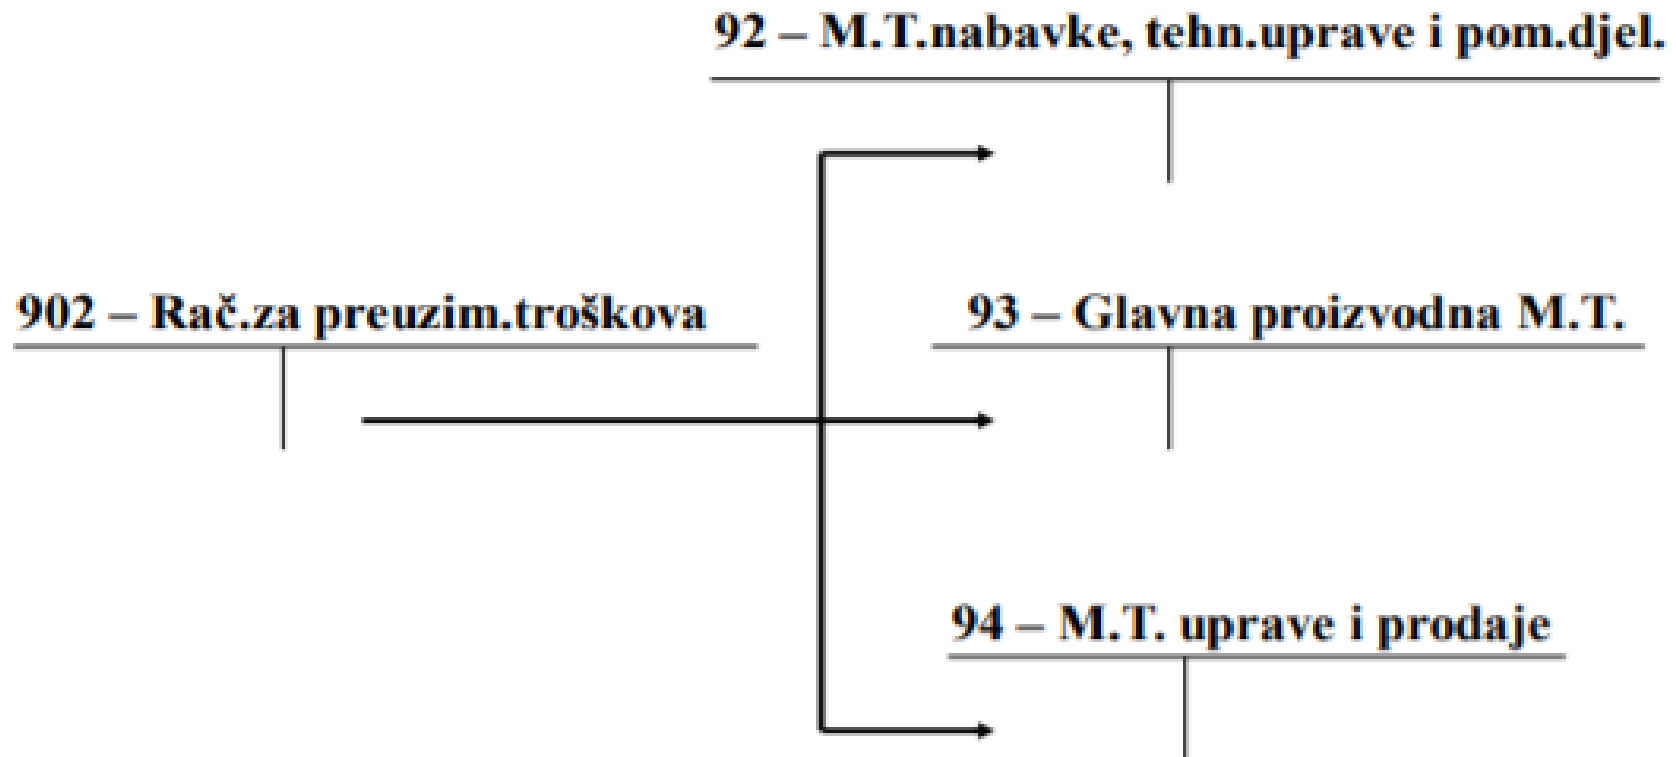 92 – M.T.nabavke, tehn.uprave i pom.djel.
902 – Rač.za preuzim.troškova
93 – Glavna proizvodna M.T.
94 – M.T. uprave i prodaje